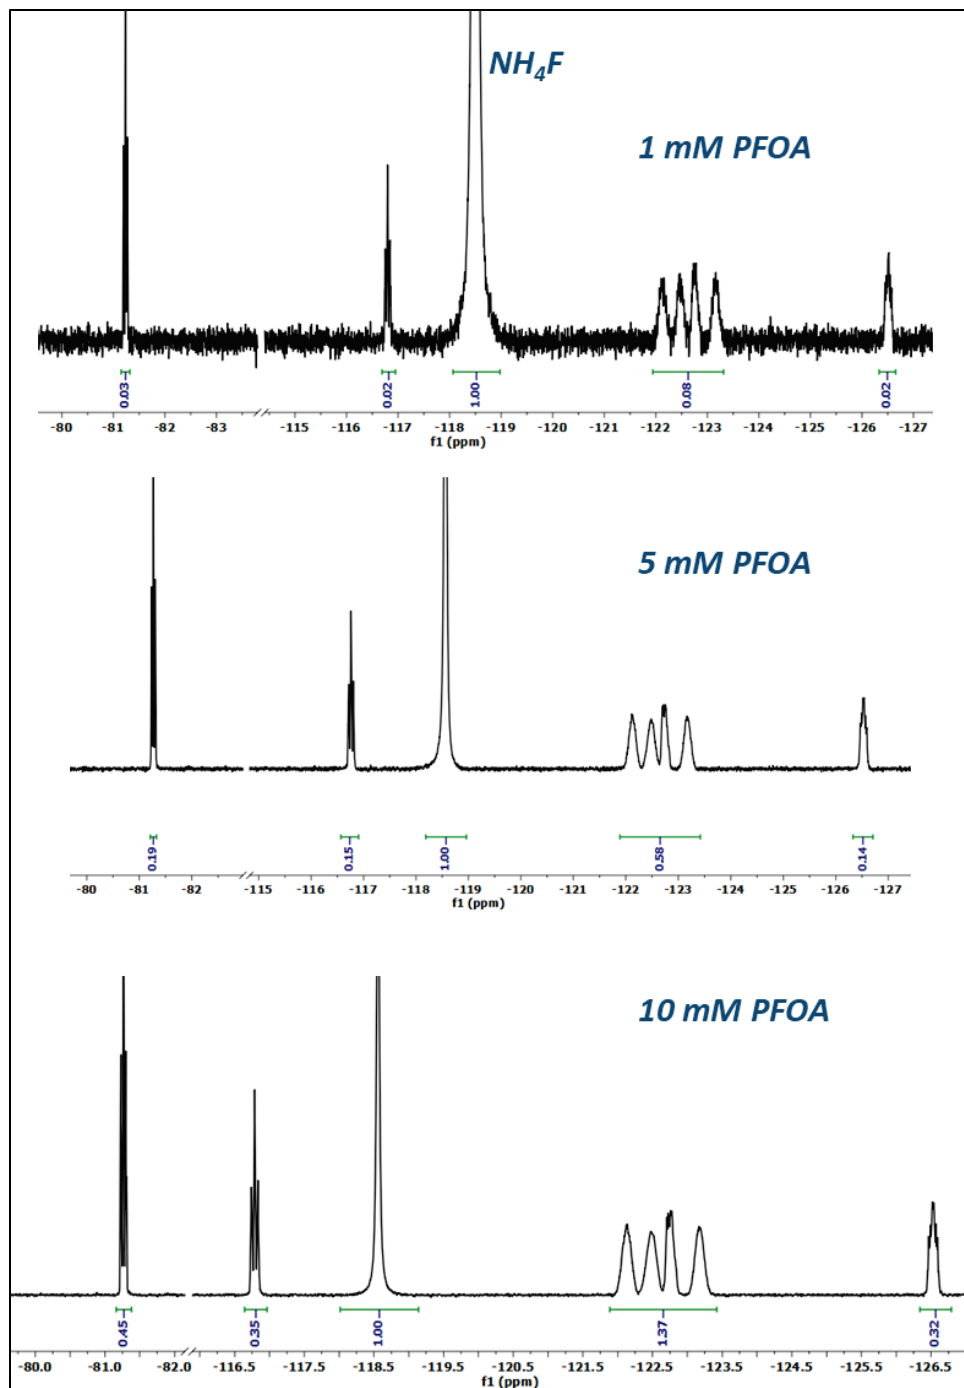 NH₄F
1 mM PFOA
0.03 0.02 1.00 0.08 0.02
-80 -81 -82 -83 -115 -116 -117 -118 -119 -120 -121 -122 -123 -124 -125 -126 -127
f1 (ppm)
5 mM PFOA
0.19 0.15 1.00 0.58 0.14
-80 -81 -82 -115 -116 -117 -118 -119 -120 -121 -122 -123 -124 -125 -126 -127
f1 (ppm)
10 mM PFOA
0.45 0.35 1.00 1.37 0.32
-80.0 -81.0 -82.0 -116.5 -117.5 -118.5 -119.5 -120.5 -121.5 -122.5 -123.5 -124.5 -125.5 -126.5
f1 (ppm)